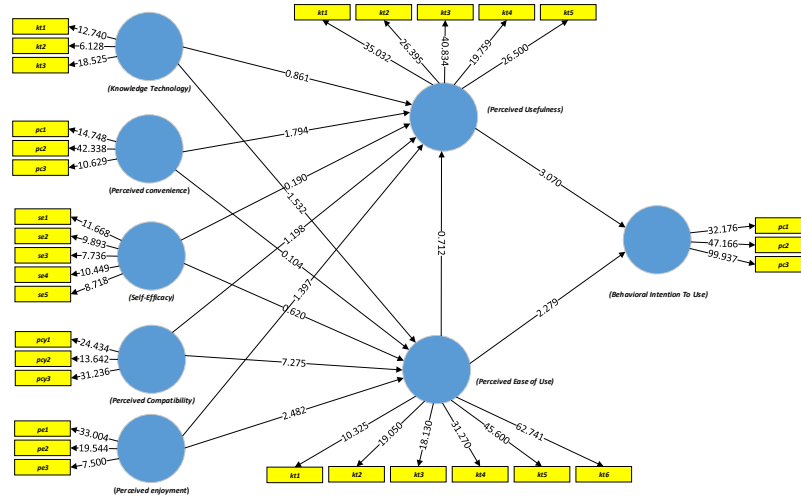 kt1
kt2
kt3
kt4
kt5
35.032
26.395
40.834
19.759
26.500
(Perceived Usefulness)
kt1
kt2
kt3
12.740
6.128
18.525
(Knowledge Technology)
0.861
pc1
pc2
pc3
14.748
42.338
10.629
(Perceived convenience)
1.794
se1
se2
se3
se4
se5
11.668
9.893
7.736
10.449
8.718
(Self-Efficacy)
0.190
1.532
1.198
0.104
1.397
0.620
0.712
3.070
2.279
pc1
pc2
pc3
32.176
47.166
99.937
(Behavioral Intention To Use)
pcy1
pcy2
pcy3
24.434
13.642
31.236
(Perceived Compatibility)
7.275
(Perceived Ease of Use)
pe1
pe2
pe3
33.004
19.544
7.500
(Perceived enjoyment)
2.482
10.325
19.050
18.130
31.270
45.600
62.741
kt1
kt2
kt3
kt4
kt5
kt6